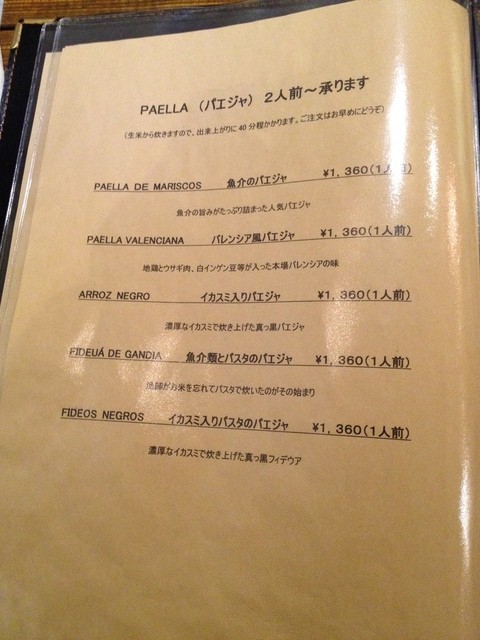 PAELLA (パエジャ) 2人前～承ります
(生米から炊きますので、出来上がりに40分程かかります。ご注文はお早めにどうぞ)
PAELLA DE MARISCOS 魚介のパエジャ ¥1,360(1人前)
魚介の旨みがたっぷり詰まった人気パエジャ
PAELLA VALENCIANA バレンシア風パエジャ ¥1,360(1人前)
地鶏とウサギ肉、白インゲン豆等が入った本場バレンシアの味
ARROZ NEGRO イカスミ入りパエジャ ¥1,360(1人前)
濃厚なイカスミで炊き上げた真っ黒パエジャ
FIDEUÁ DE GANDIA 魚介類とパスタのパエジャ ¥1,360(1人前)
漁師がお米を忘れてパスタで炊いたのがその始まり
FIDEOS NEGROS イカスミ入りパスタのパエジャ ¥1,360(1人前)
濃厚なイカスミで炊き上げた真っ黒フィデウア